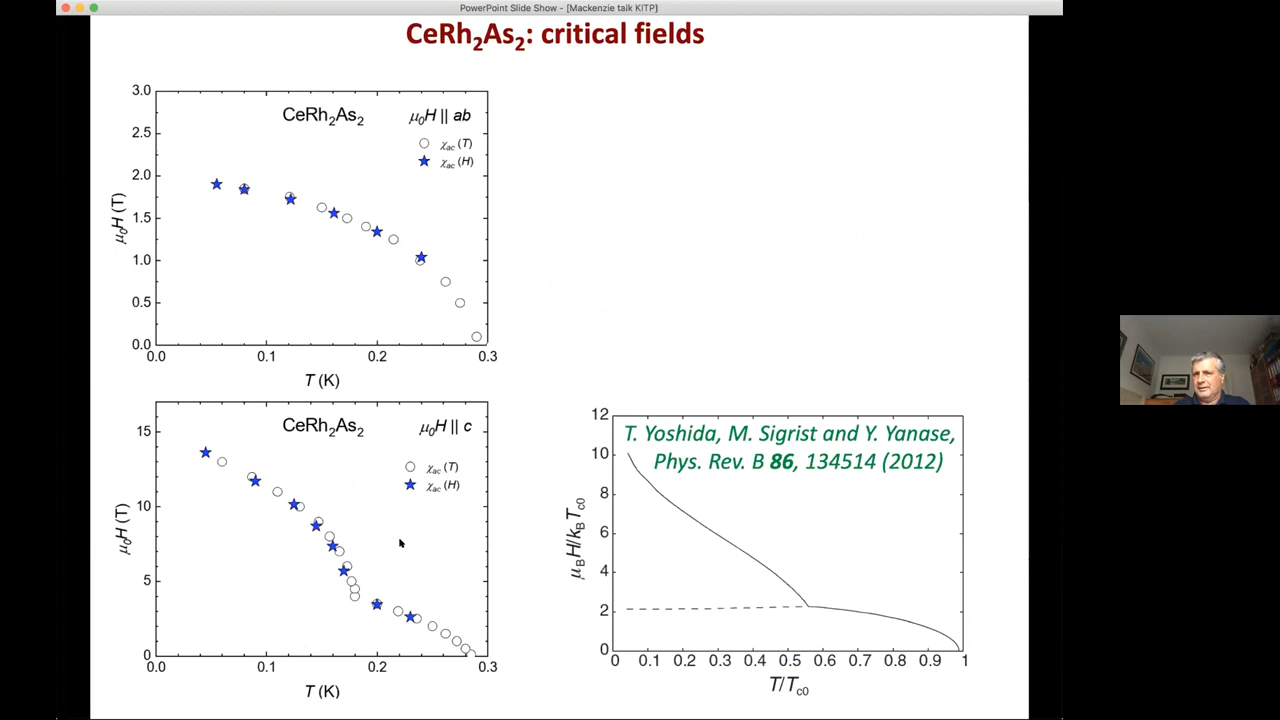 PowerPoint Slide Show - [Mackenzie talk KITP]
CeRh₂As₂: critical fields
3.0
2.5
2.0
1.5
1.0
0.5
0.0
μ₀H (T)
CeRh₂As₂
μ₀H || ab
χac (T)
χac (H)
0.0 0.1 0.2 0.3
T (K)
15
10
5
0
μ₀H (T)
CeRh₂As₂
μ₀H || c
χac (T)
χac (H)
0.0 0.1 0.2 0.3
T (K)
12
10
8
6
4
2
0
μBH/kBTc0
T. Yoshida, M. Sigrist and Y. Yanase,
Phys. Rev. B 86, 134514 (2012)
0 0.1 0.2 0.3 0.4 0.5 0.6 0.7 0.8 0.9 1
T/Tc0